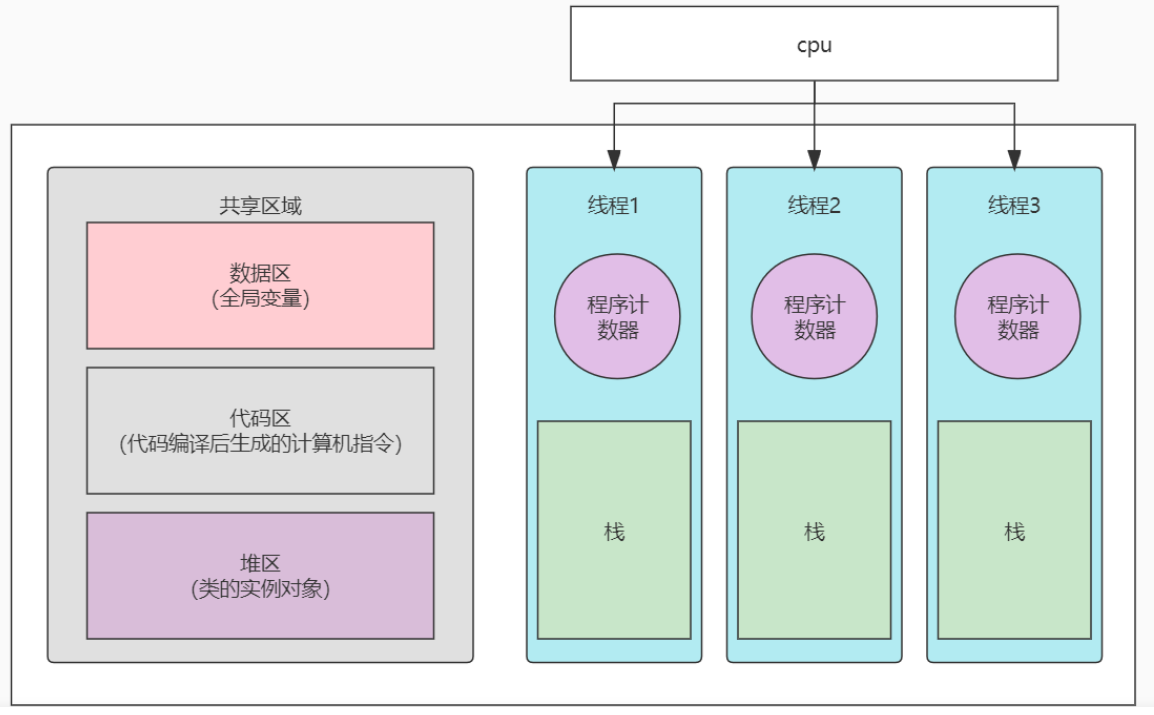 cpu
共享区域
数据区
(全局变量)
代码区
(代码编译后生成的计算机指令)
堆区
(类的实例对象)
线程1
程序计
数器
栈
线程2
程序计
数器
栈
线程3
程序计
数器
栈